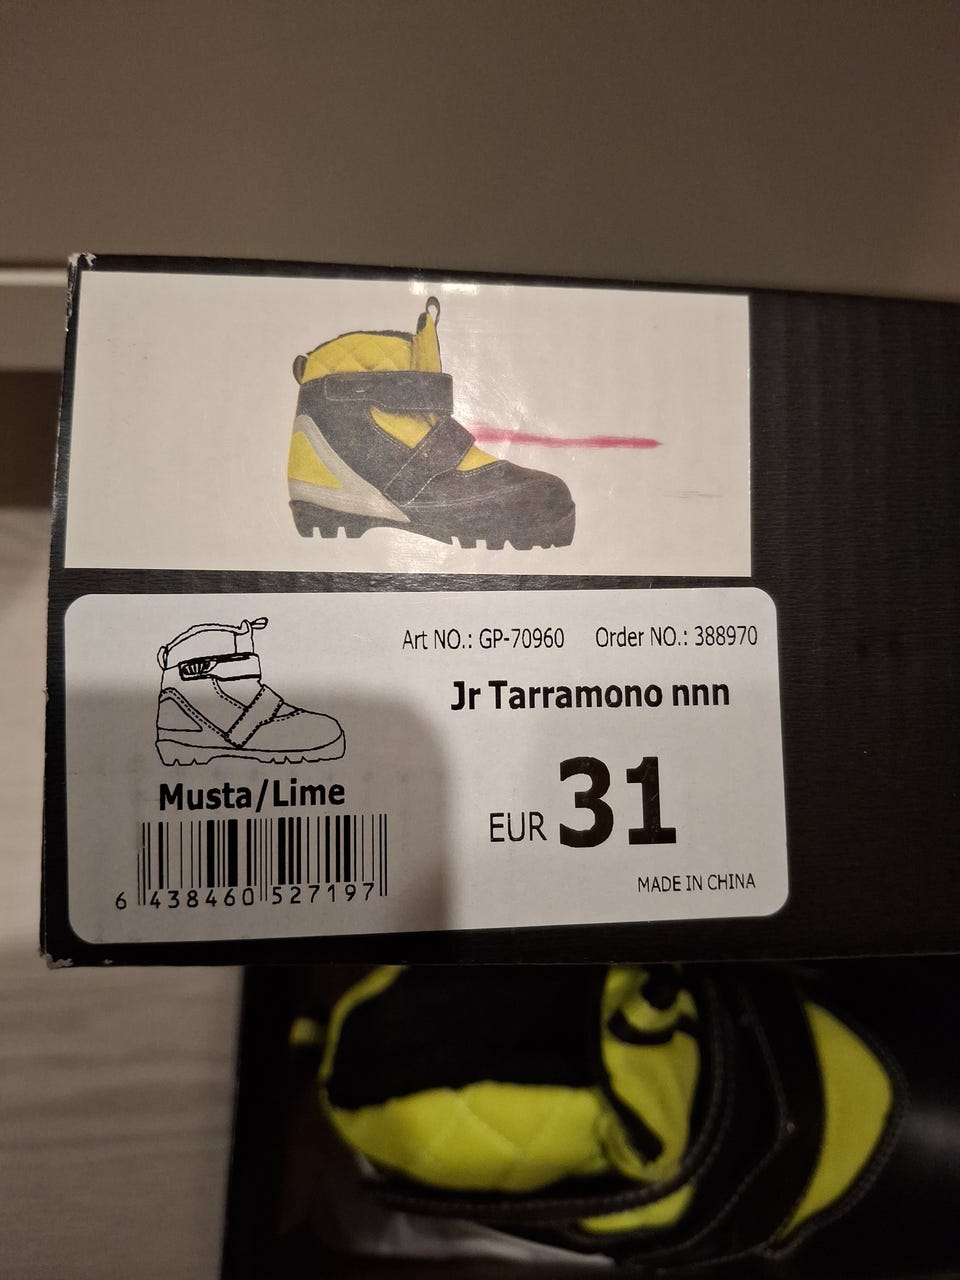 Art NO.: GP-70960 Order NO.: 388970
Jr Tarramono nnn
Musta/Lime
EUR 31
6 438460 527197
MADE IN CHINA